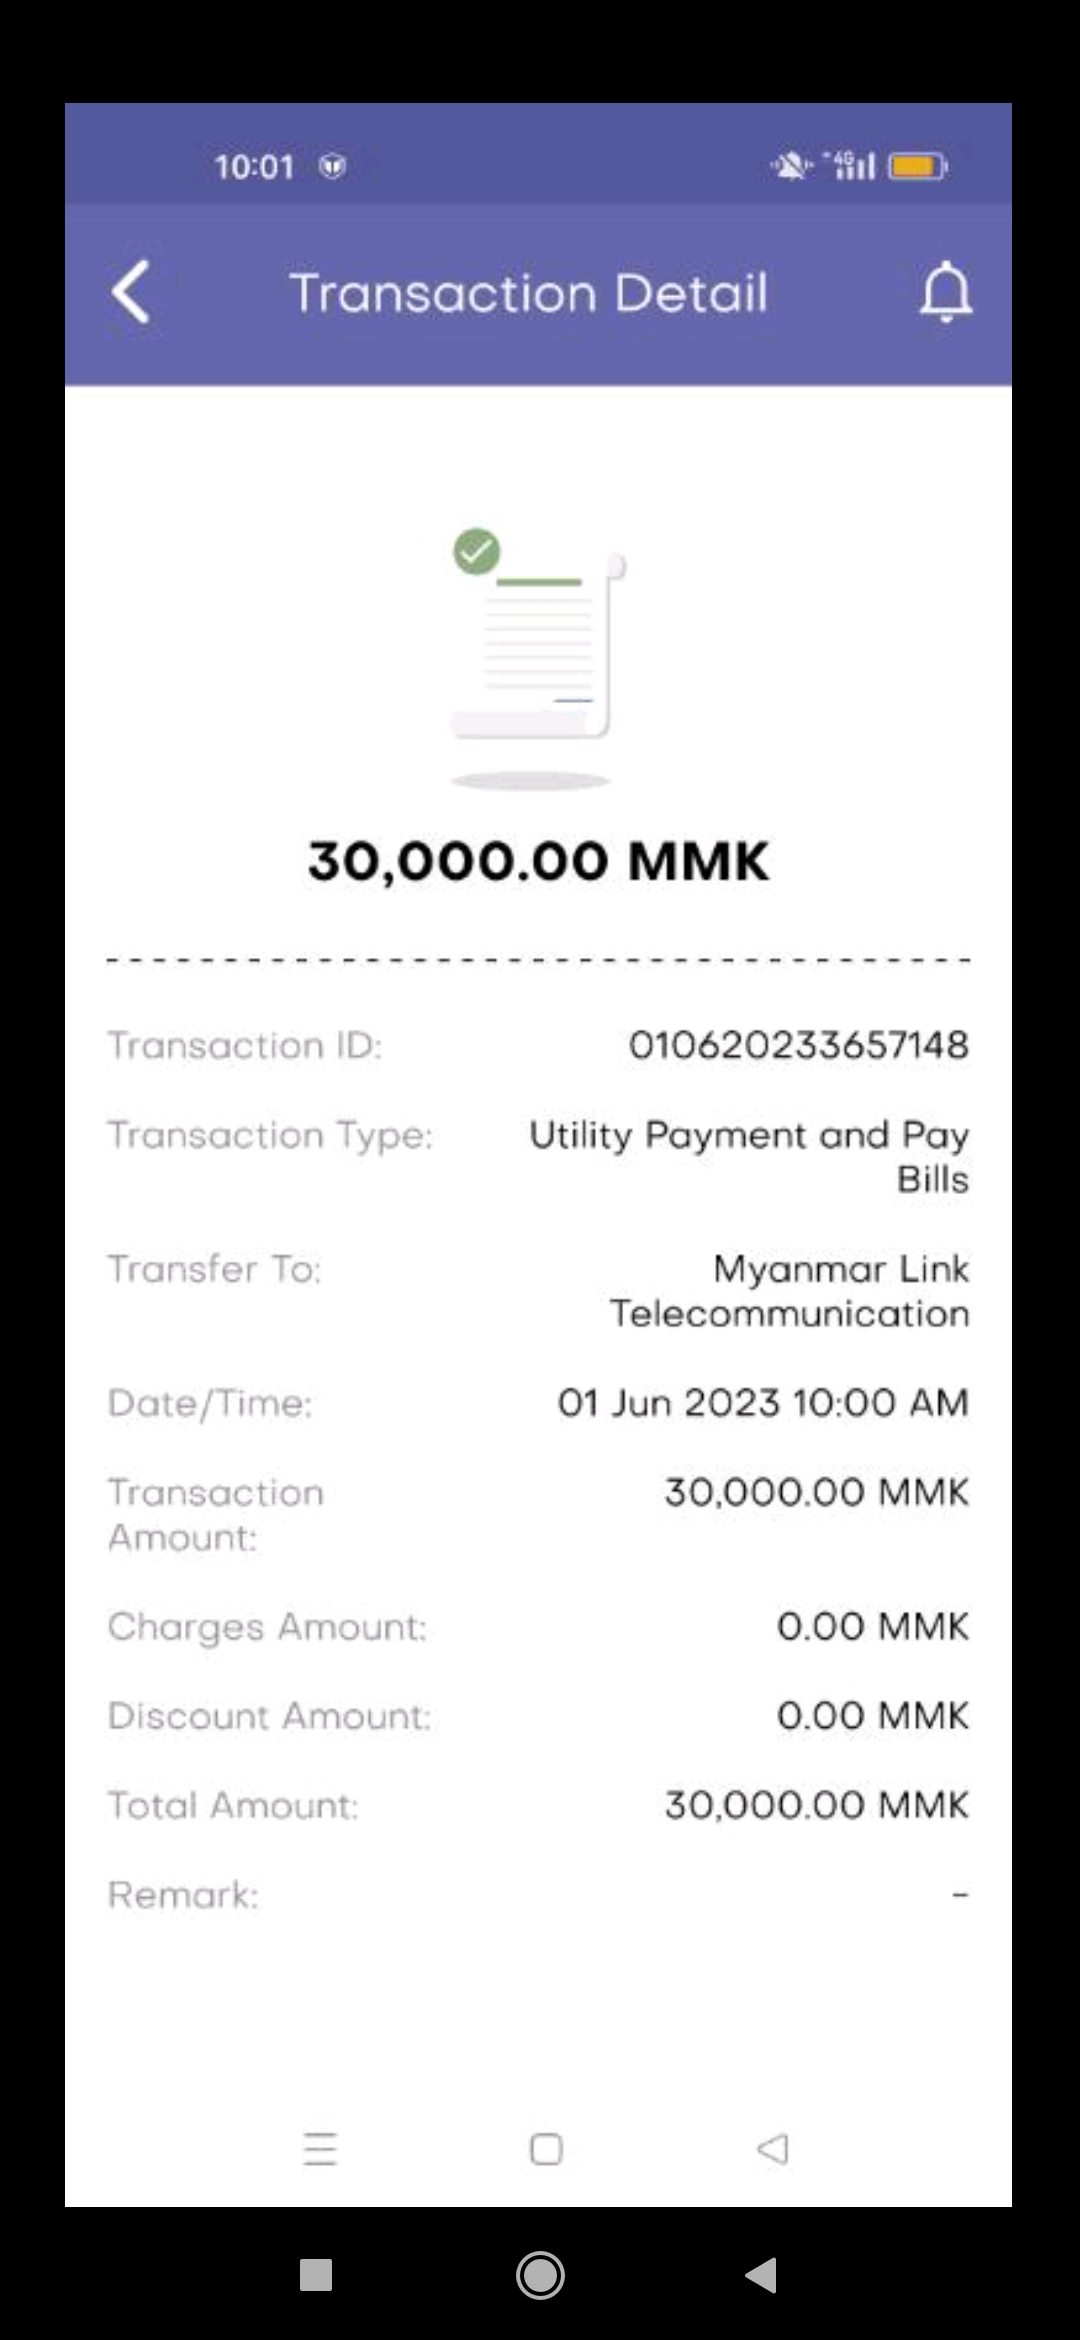 10:01
4G
Transaction Detail
30,000.00 MMK
Transaction ID: 010620233657148
Transaction Type: Utility Payment and Pay
Bills
Transfer To: Myanmar Link
Telecommunication
Date/Time: 01 Jun 2023 10:00 AM
Transaction 30,000.00 MMK
Amount:
Charges Amount: 0.00 MMK
Discount Amount: 0.00 MMK
Total Amount: 30,000.00 MMK
Remark: -